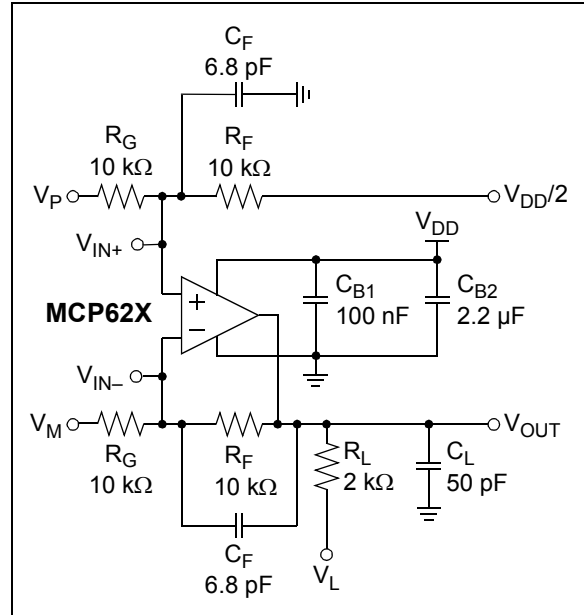 C_F
6.8 pF
R_G
10 kΩ
R_F
10 kΩ
V_P
V_DD/2
V_IN+
V_DD
MCP62X
+
−
C_B1
100 nF
C_B2
2.2 µF
V_IN–
V_M
V_OUT
R_G
10 kΩ
R_F
10 kΩ
R_L
2 kΩ
C_L
50 pF
C_F
6.8 pF
V_L